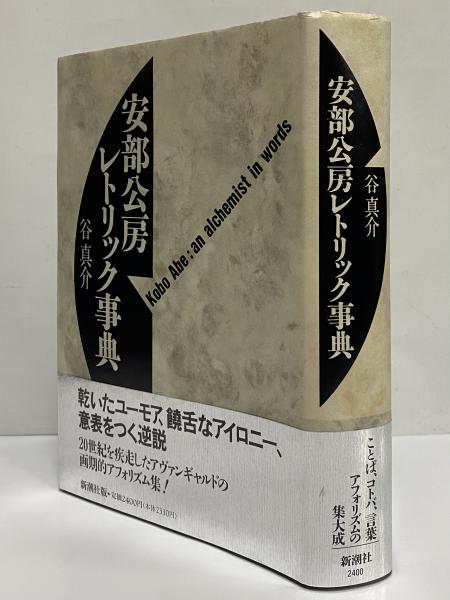 安部公房
レトリック事典
谷 真介
Kobo Abe : an alchemist in words
乾いたユーモア、饒舌なアイロニー、
意表をつく逆説
20世紀を疾走したアヴァンギャルドの
画期的アフォリズム集!
新潮社版・定価2400円(本体2330円)
安部公房レトリック事典
谷 真介
ことば、コトバ、言葉
アフォリズムの
集大成
新潮社
2400